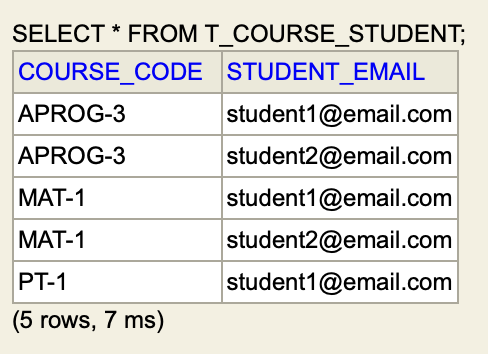 SELECT * FROM T_COURSE_STUDENT;
COURSE_CODE STUDENT_EMAIL
APROG-3 student1@email.com
APROG-3 student2@email.com
MAT-1 student1@email.com
MAT-1 student2@email.com
PT-1 student1@email.com
(5 rows, 7 ms)